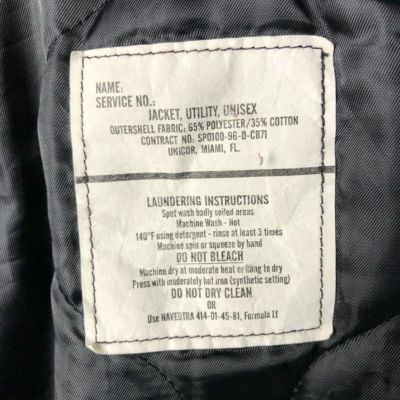 NAME:
SERVICE NO.:
JACKET, UTILITY, UNISEX
OUTERSHELL FABRIC: 65% POLYESTER/35% COTTON
CONTRACT NO: SPO100-96-D-CB71
UNICOR, MIAMI, FL.
LAUNDERING INSTRUCTIONS
Spot wash badly soiled areas
Machine Wash - Hot
140°F using detergent - rinse at least 3 times
Machine spin or squeeze by hand
DO NOT BLEACH
Machine dry at moderate heat or hang to dry
Press with moderately hot iron (synthetic setting)
DO NOT DRY CLEAN
OR
Use NAVEDTRA 414-01-45-81, Formula II